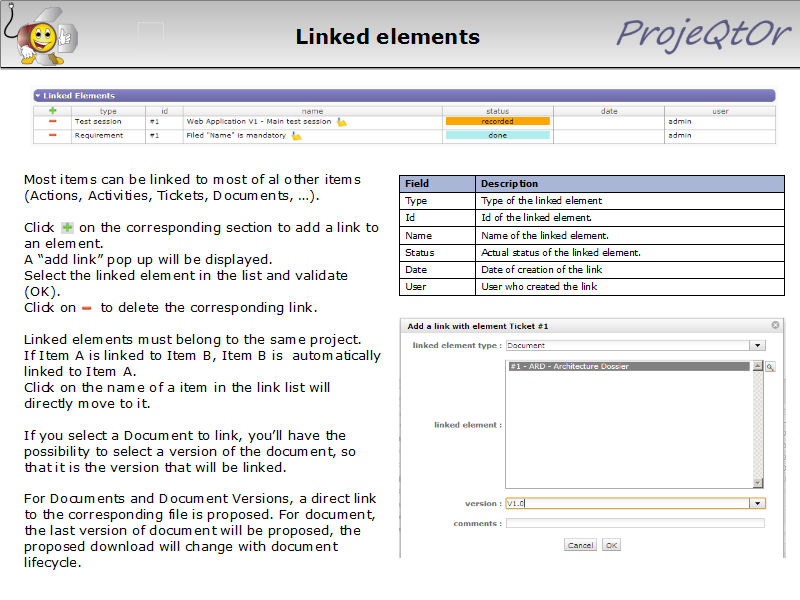 Linked elements
ProjeQtOr
Linked Elements
type id name status date user
Test session #1 Web Application V1 - Main test session recorded admin
Requirement #1 Filed "Name" is mandatory done admin
Most items can be linked to most of al other items
(Actions, Activities, Tickets, Documents, …).
Click on the corresponding section to add a link to
an element.
A “add link” pop up will be displayed.
Select the linked element in the list and validate
(OK).
Click on to delete the corresponding link.
Linked elements must belong to the same project.
If Item A is linked to Item B, Item B is automatically
linked to Item A.
Click on the name of a item in the link list will
directly move to it.
If you select a Document to link, you’ll have the
possibility to select a version of the document, so
that it is the version that will be linked.
For Documents and Document Versions, a direct link
to the corresponding file is proposed. For document,
the last version of document will be proposed, the
proposed download will change with document
lifecycle.
Field Description
Type Type of the linked element
Id Id of the linked element.
Name Name of the linked element.
Status Actual status of the linked element.
Date Date of creation of the link
User User who created the link
Add a link with element Ticket #1
linked element type : Document
#1 - ARD - Architecture Dossier
linked element :
version : V1.0
comments :
Cancel OK